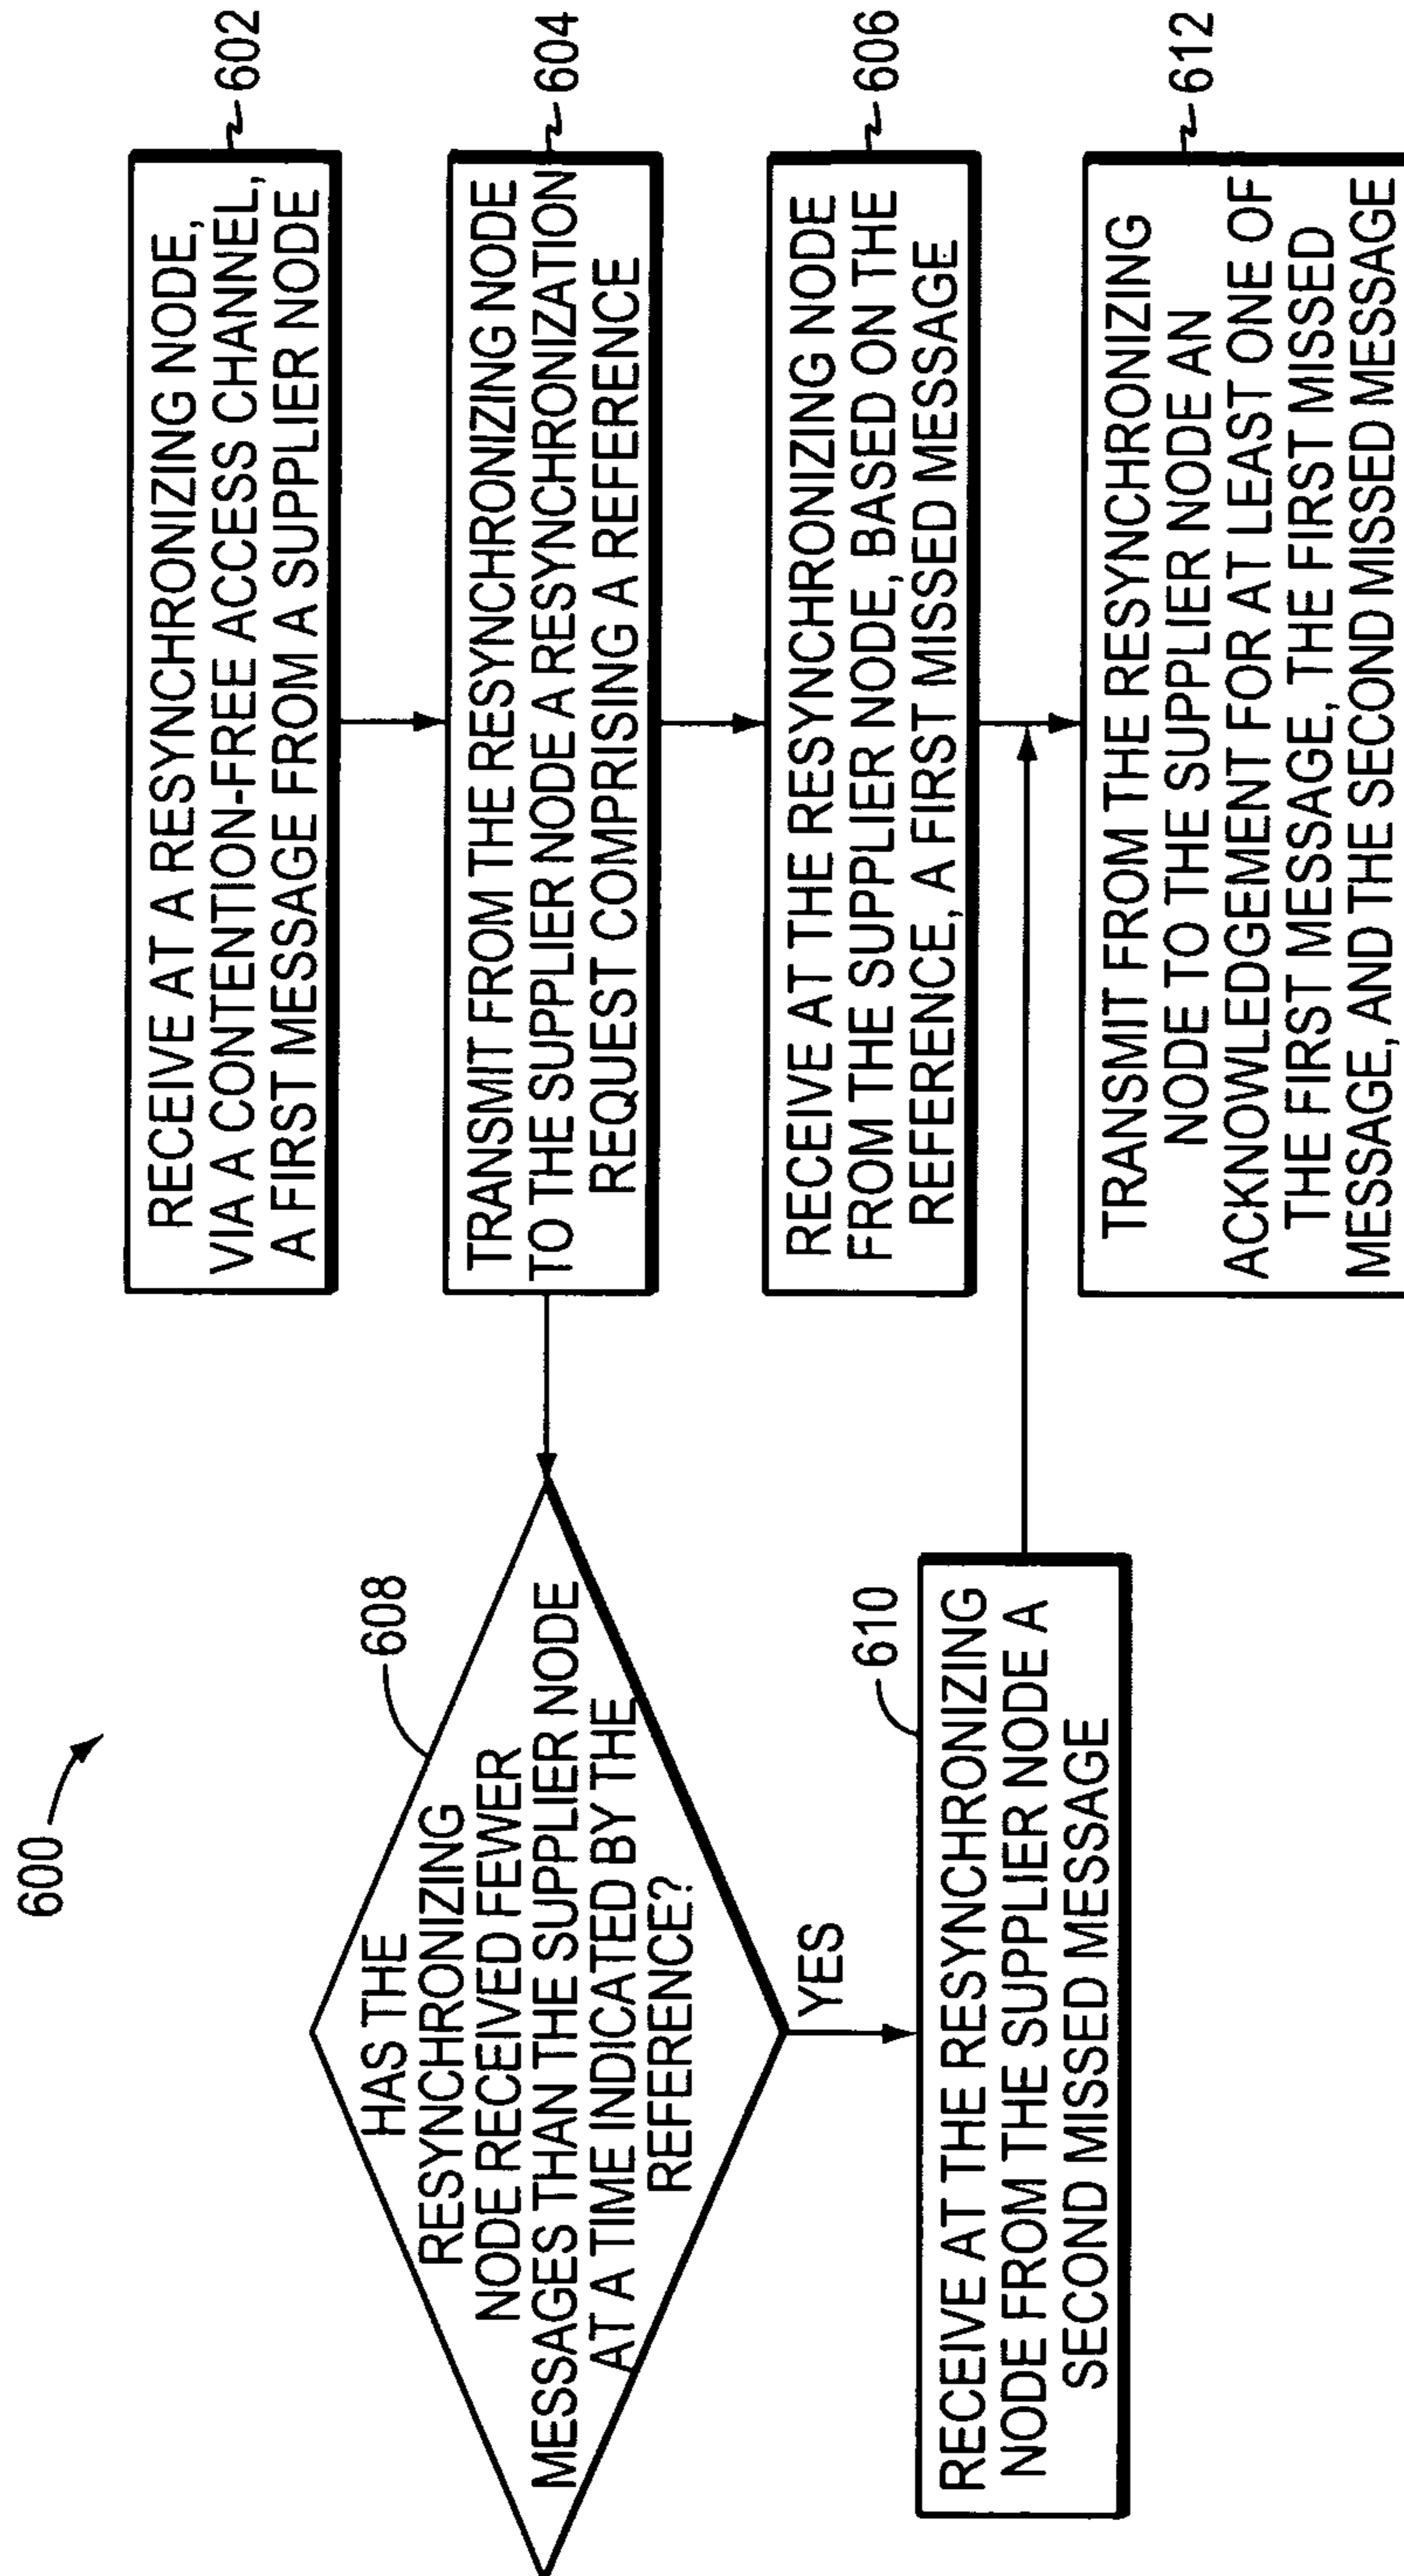 600
RECEIVE AT A RESYNCHRONIZING NODE,
VIA A CONTENTION-FREE ACCESS CHANNEL,
A FIRST MESSAGE FROM A SUPPLIER NODE
602
TRANSMIT FROM THE RESYNCHRONIZING NODE
TO THE SUPPLIER NODE A RESYNCHRONIZATION
REQUEST COMPRISING A REFERENCE
604
HAS THE
RESYNCHRONIZING
NODE RECEIVED FEWER
MESSAGES THAN THE SUPPLIER NODE
AT A TIME INDICATED BY THE
REFERENCE?
608
YES
RECEIVE AT THE RESYNCHRONIZING NODE
FROM THE SUPPLIER NODE, BASED ON THE
REFERENCE, A FIRST MISSED MESSAGE
606
RECEIVE AT THE RESYNCHRONIZING
NODE FROM THE SUPPLIER NODE A
SECOND MISSED MESSAGE
610
TRANSMIT FROM THE RESYNCHRONIZING
NODE TO THE SUPPLIER NODE AN
ACKNOWLEDGEMENT FOR AT LEAST ONE OF
THE FIRST MESSAGE, THE FIRST MISSED
MESSAGE, AND THE SECOND MISSED MESSAGE
612